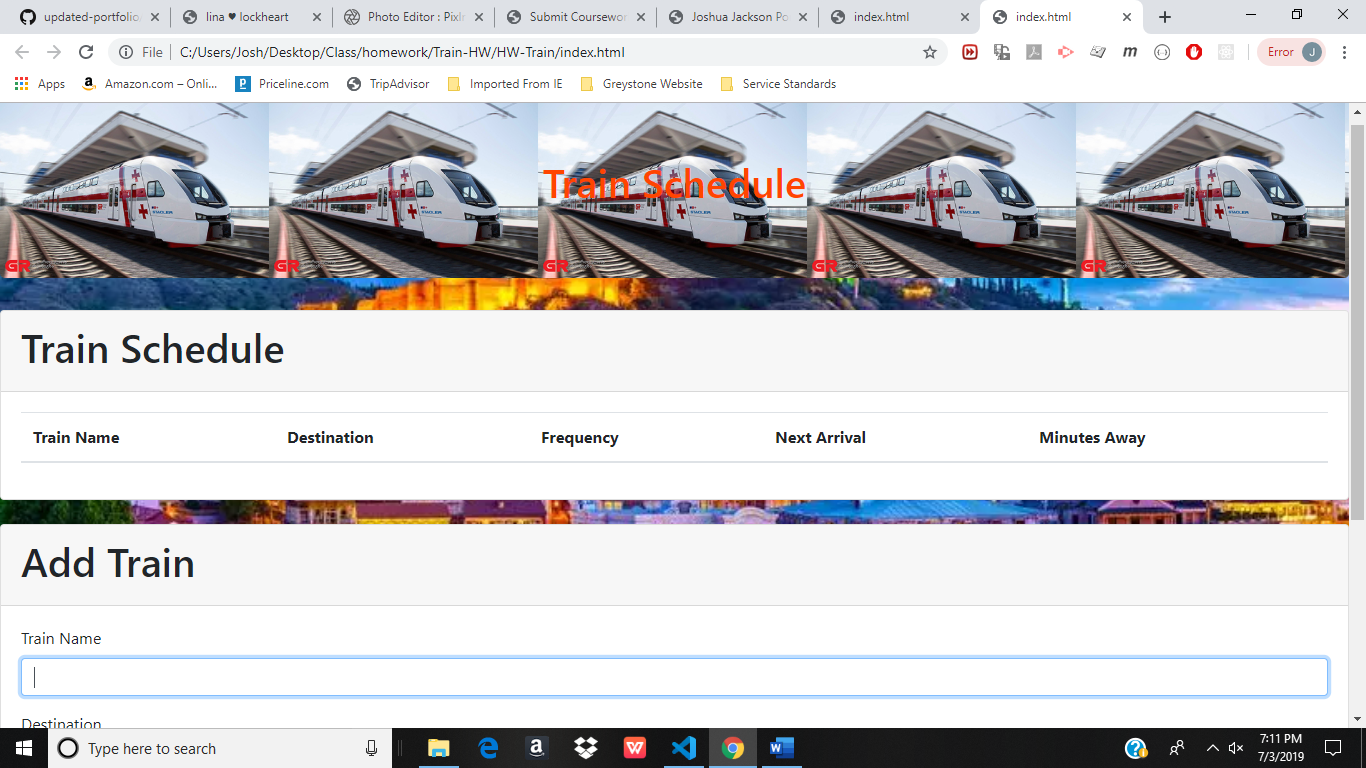 updated-portfolio
lina ♥ lockheart
Photo Editor : Pixlr
Submit Coursewor
Joshua Jackson Po
index.html
index.html
File
C:/Users/Josh/Desktop/Class/homework/Train-HW/HW-Train/index.html
m
Error
J
Apps
Amazon.com – Onli...
Priceline.com
TripAdvisor
Imported From IE
Greystone Website
Service Standards
Train Schedule
STADLER
GR
GR
GR
GR
GR
Train Schedule
Train Name Destination Frequency Next Arrival Minutes Away
Add Train
Train Name
Destination
Type here to search
7:11 PM
7/3/2019